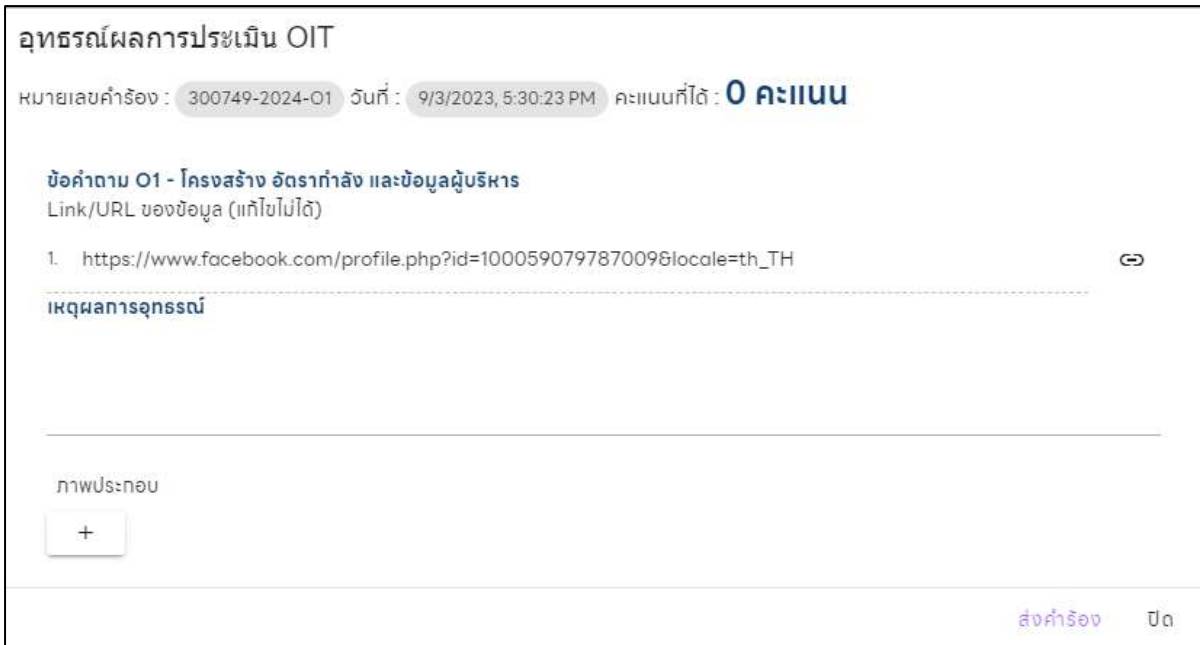 อุทธรณ์ผลการประเมิน OIT
หมายเลขคำร้อง : 300749-2024-O1 วันที่ : 9/3/2023, 5:30:23 PM คะแนนที่ได้ : 0 คะแนน
ข้อคำถาม O1 - โครงสร้าง อัตรากำลัง และข้อมูลผู้บริหาร
Link/URL ของข้อมูล (แก้ไขไม่ได้)
1. https://www.facebook.com/profile.php?id=100059079787009&locale=th_TH
เหตุผลการอุทธรณ์
ภาพประกอบ
+
ส่งคำร้อง ปิด